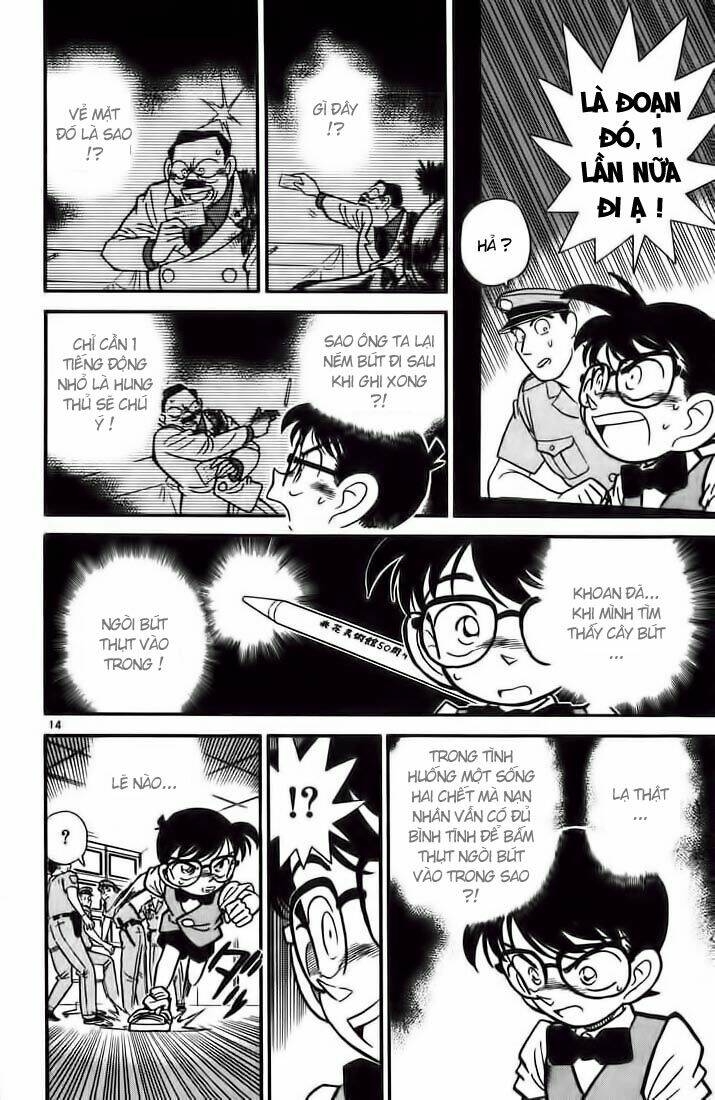 LÀ ĐOẠN
ĐÓ, 1
LẦN NỮA
ĐI Ạ !
HẢ ?
GÌ ĐÂY
!?
VẺ MẶT
ĐÓ LÀ SAO
!?
SAO ÔNG TA LẠI
NÉM BÚT ĐI SAU
KHI GHI XONG
?!
CHỈ CẦN 1
TIẾNG ĐỘNG
NHỎ LÀ HUNG
THỦ SẼ CHÚ
Ý !
KHOAN ĐÃ...
KHI MÌNH TÌM
THẤY CÂY BÚT
...
NGÒI BÚT
THỤT VÀO
TRONG !
14
LẠ THẬT
...
TRONG TÌNH
HUỐNG MỘT SỐNG
HAI CHẾT MÀ NẠN
NHÂN VẪN CÓ ĐỦ
BÌNH TĨNH ĐỂ BẤM
THỤT NGÒI BÚT
VÀO TRONG SAO
?!
!?
LẼ NÀO...
?
ダッ